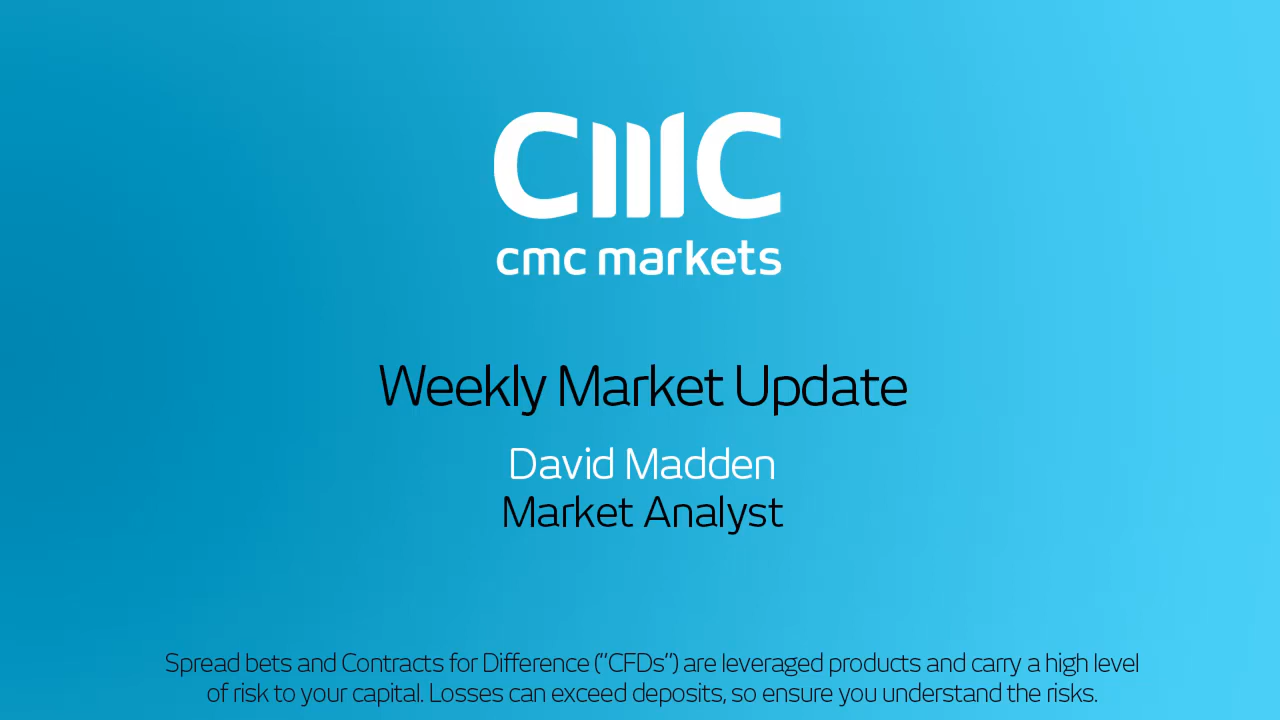 CMC
cmc markets
Weekly Market Update
David Madden
Market Analyst
Spread bets and Contracts for Difference (”CFDs”) are leveraged products and carry a high level
of risk to your capital. Losses can exceed deposits, so ensure you understand the risks.